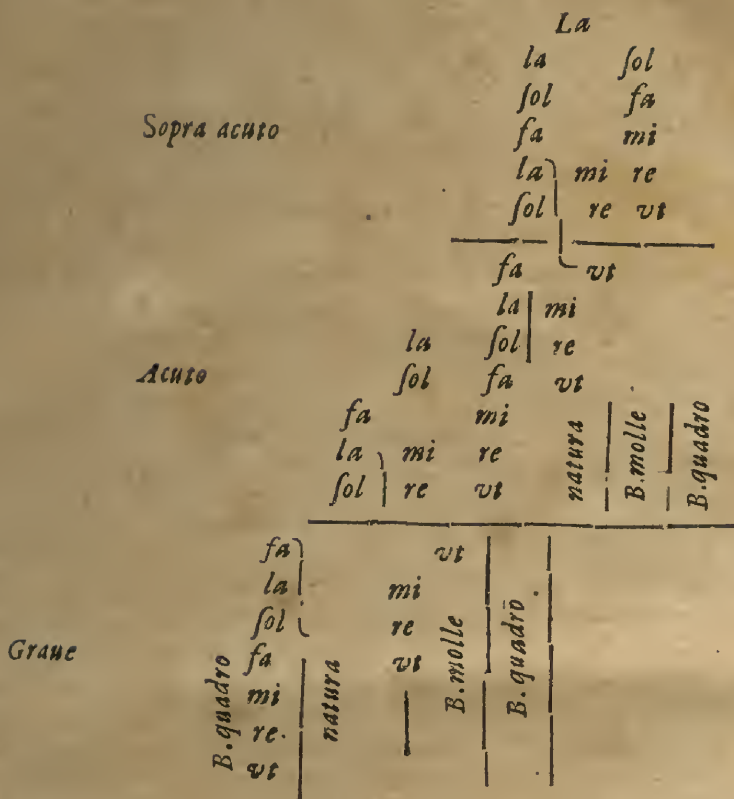 La
la ſol
ſol fa
Sopra acuto
fa mi
la mi re
ſol re vt
fa vt
la mi
la ſol re
Acuto
ſol fa vt
fa mi
la mi re
ſol re vt
natura
B.molle
B.quadro
fa vt
la mi
ſol re
Graue
fa vt
mi
re.
vt
B.quadro
natura
B.molle
B.quadro